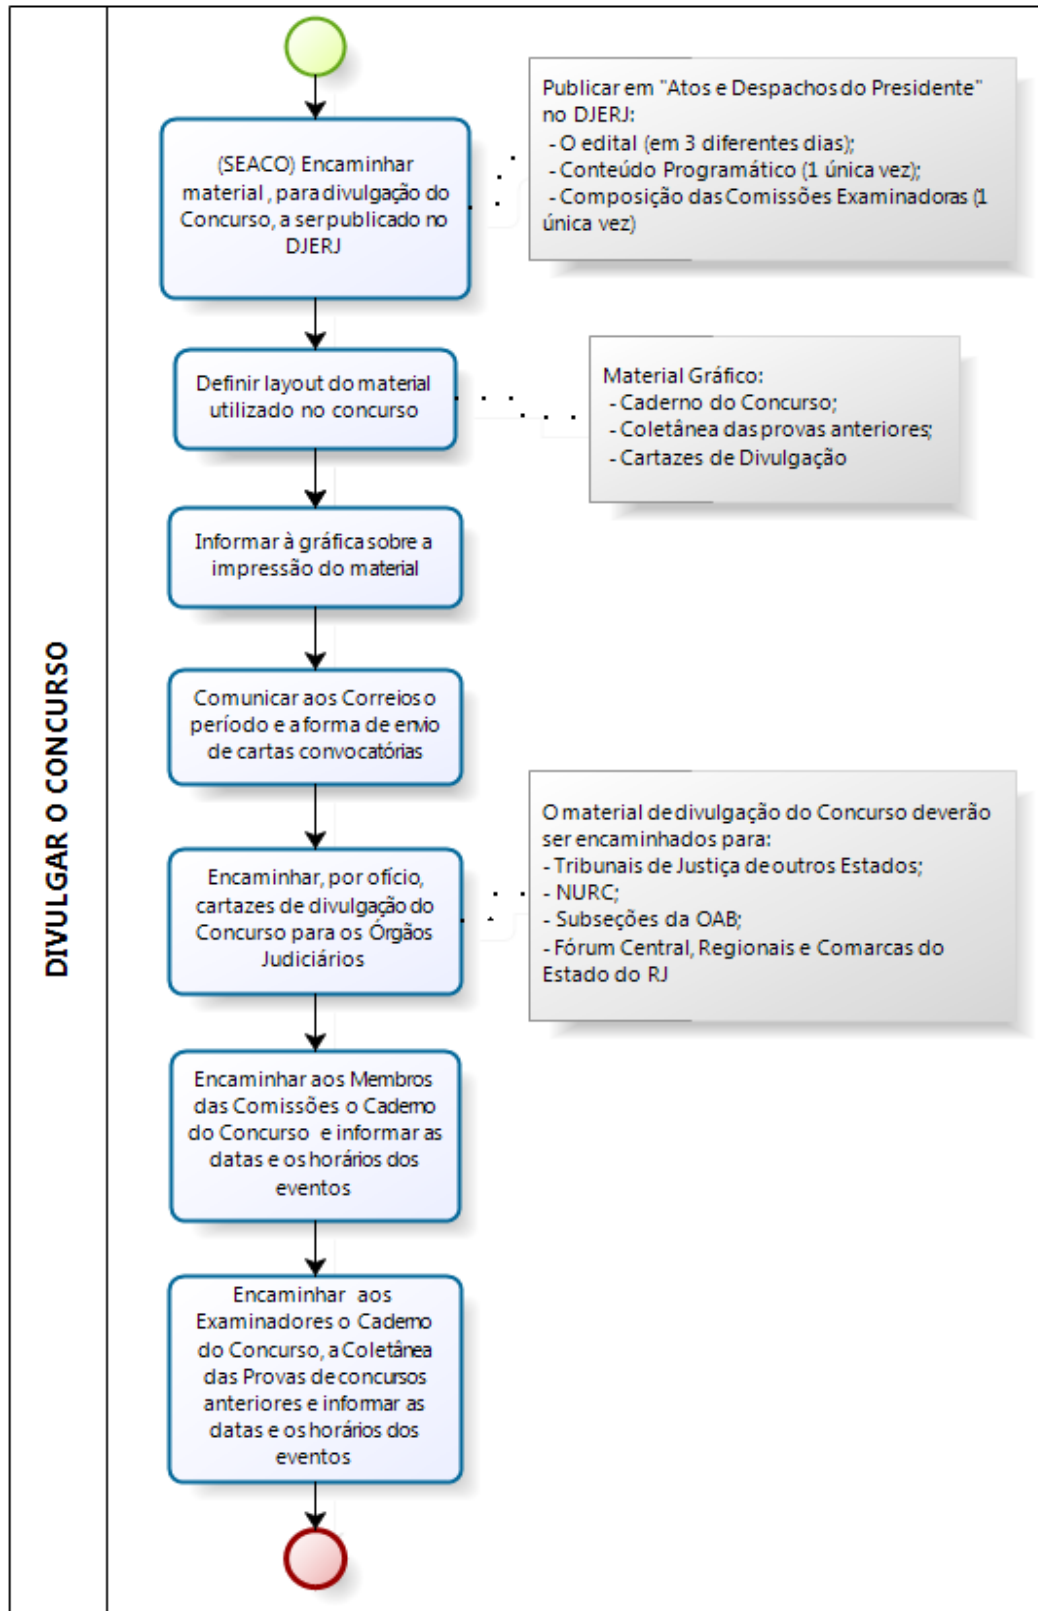 DIVULGAR O CONCURSO
(SEACO) Encaminhar
material , para divulgação do
Concurso, a ser publicado no
DJERJ
Publicar em "Atos e Despachos do Presidente"
no DJERJ:
- O edital (em 3 diferentes dias);
- Conteúdo Programático (1 única vez);
- Composição das Comissões Examinadoras (1
única vez)
Definir layout do material
utilizado no concurso
Material Gráfico:
- Caderno do Concurso;
- Coletânea das provas anteriores;
- Cartazes de Divulgação
Informar à gráfica sobre a
impressão do material
Comunicar aos Correios o
período e a forma de envio
de cartas convocatórias
Encaminhar, por ofício,
cartazes de divulgação do
Concurso para os Órgãos
Judiciários
O material de divulgação do Concurso deverão
ser encaminhados para:
- Tribunais de Justiça de outros Estados;
- NURC;
- Subseções da OAB;
- Fórum Central, Regionais e Comarcas do
Estado do RJ
Encaminhar aos Membros
das Comissões o Caderno
do Concurso e informar as
datas e os horários dos
eventos
Encaminhar aos
Examinadores o Caderno
do Concurso, a Coletânea
das Provas de concursos
anteriores e informar as
datas e os horários dos
eventos